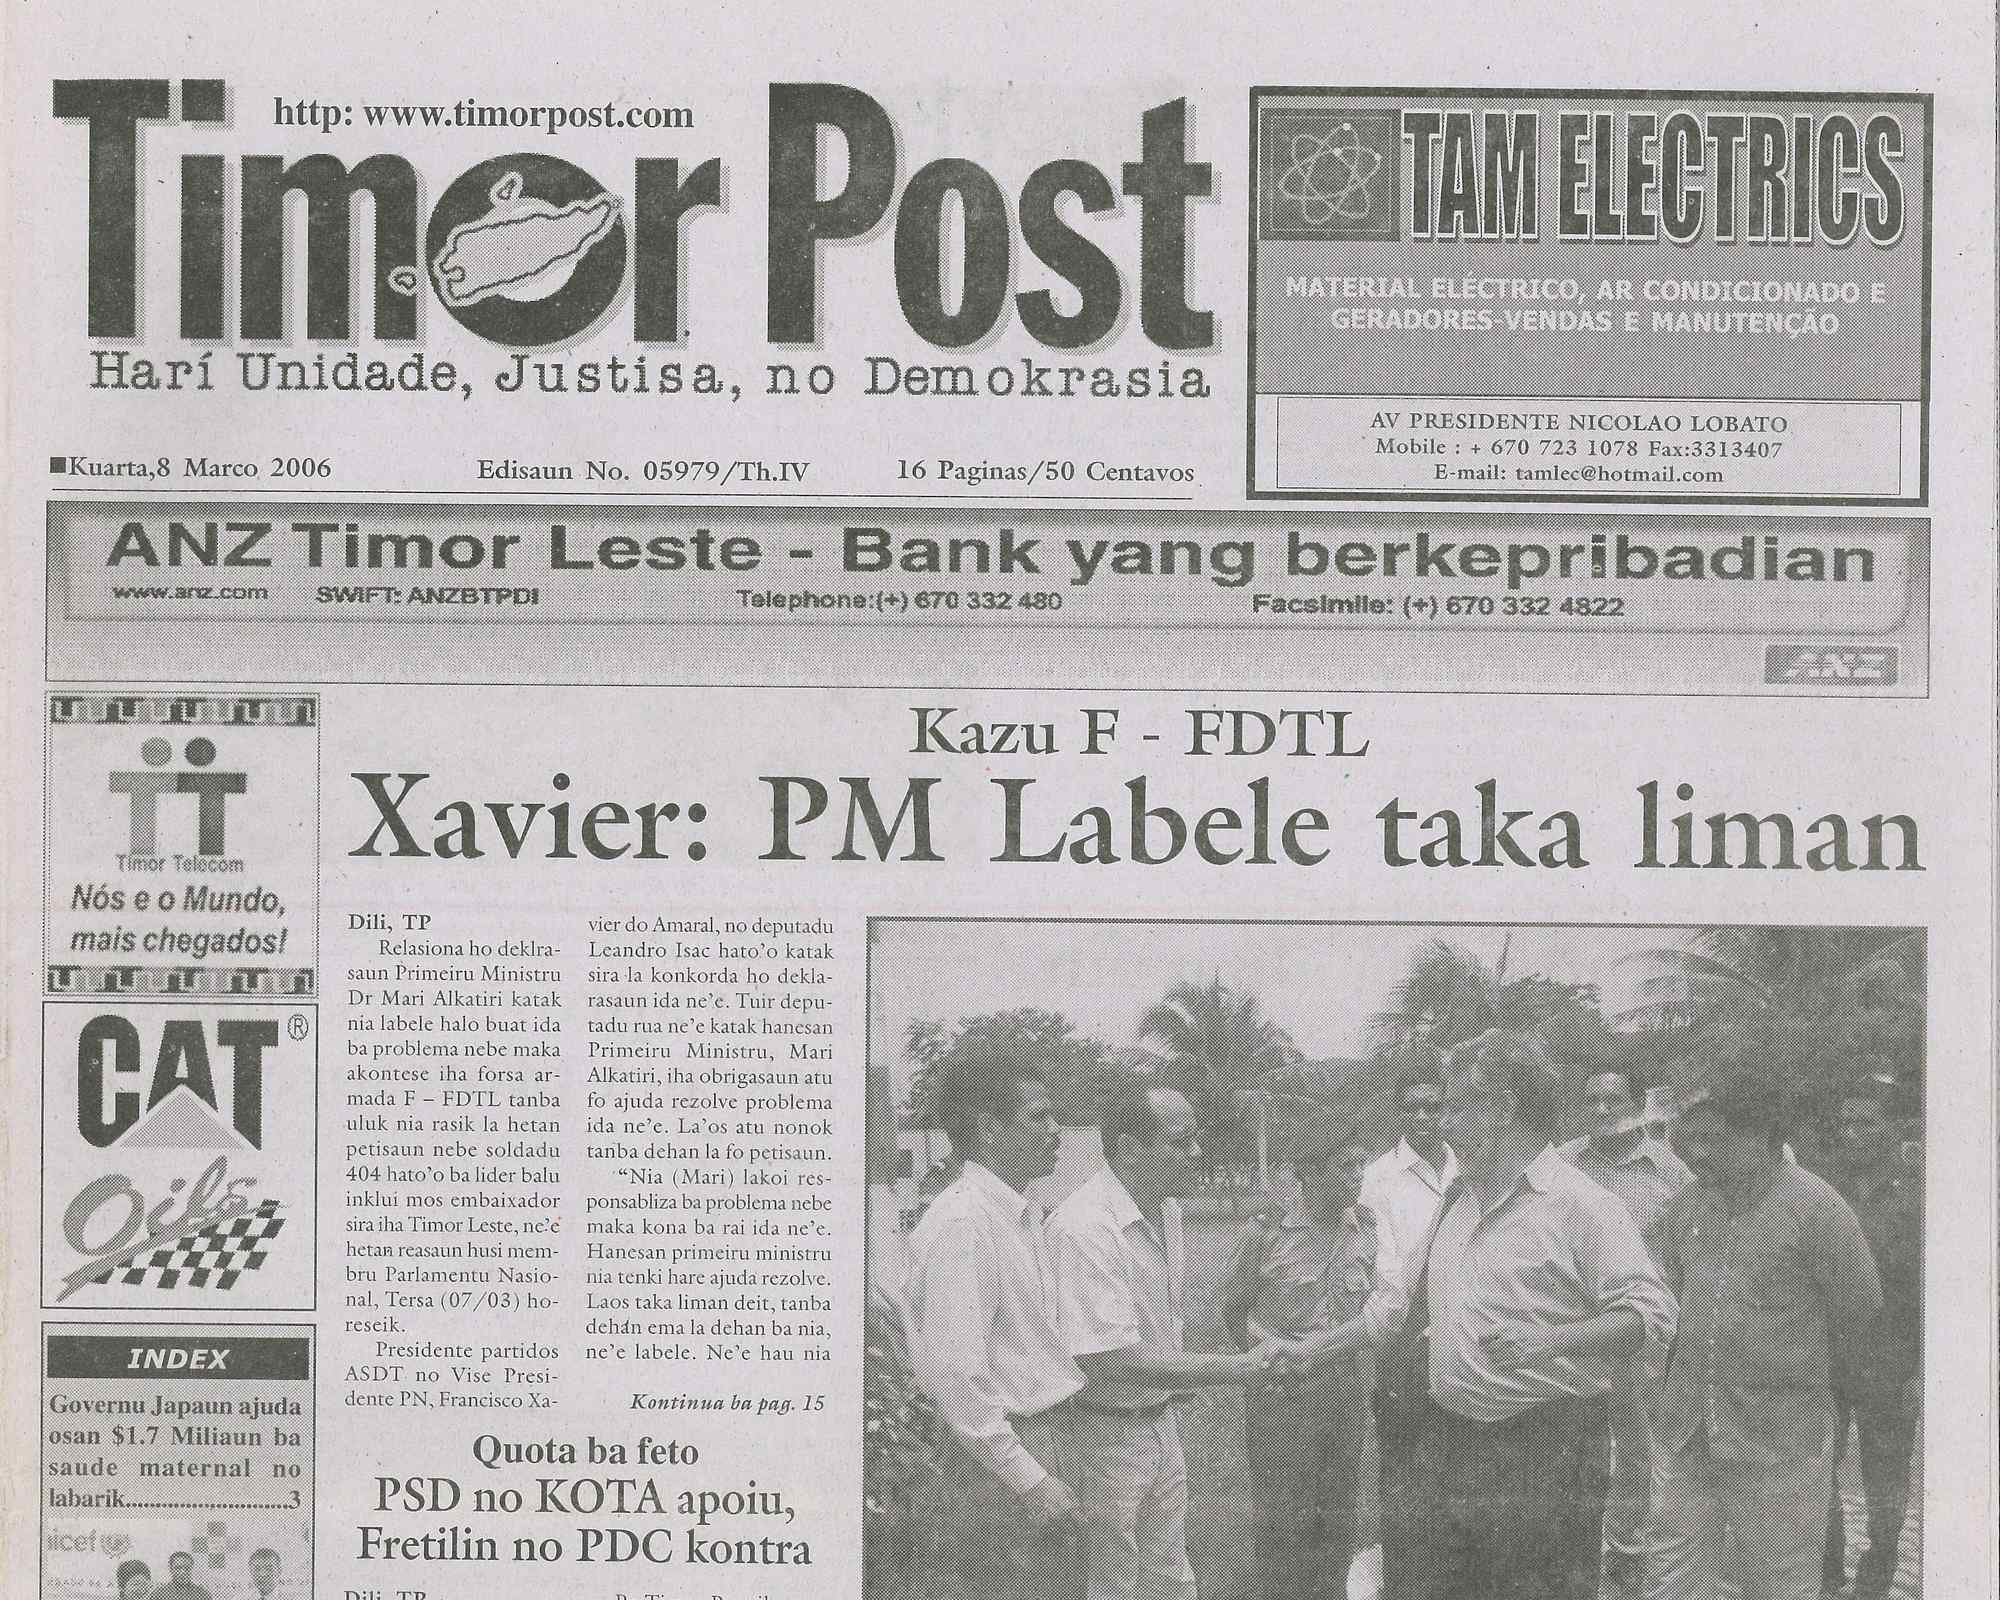 http: www.timorpost.com
Timor Post
Harí Unidade, Justisa, no Demokrasia
Kuarta,8 Marco 2006
Edisaun No. 05979/Th.IV
16 Paginas/50 Centavos
TAM ELECTRICS
MATERIAL ELÉCTRICO, AR CONDICIONADO E
GERADORES-VENDAS E MANUTENÇÃO
AV PRESIDENTE NICOLAO LOBATO
Mobile : + 670 723 1078 Fax:3313407
E-mail: tamlec@hotmail.com
ANZ Timor Leste - Bank yang berkepribadian
www.anz.com SWIFT: ANZBTPDI Telephone:(+) 670 332 480 Facsimile: (+) 670 332 4822
ANZ
Timor Telecom
Nós e o Mundo,
mais chegados!
CAT®
Oils
INDEX
Governu Japaun ajuda
osan $1.7 Miliaun ba
saude maternal no
labarik...........................3
icef
Kazu F - FDTL
Xavier: PM Labele taka liman
Dili, TP
Relasiona ho deklra-
saun Primeiru Ministru
Dr Mari Alkatiri katak
nia labele halo buat ida
ba problema nebe maka
akontese iha forsa ar-
mada F – FDTL tanba
uluk nia rasik la hetan
petisaun nebe soldadu
404 hato'o ba lider balu
inklui mos embaixador
sira iha Timor Leste, ne'e
hetan reasaun husi mem-
bru Parlamentu Nasio-
nal, Tersa (07/03) ho-
reseik.
Presidente partidos
ASDT no Vise Presi-
dente PN, Francisco Xa-
vier do Amaral, no deputadu
Leandro Isac hato'o katak
sira la konkorda ho dekla-
rasaun ida ne'e. Tuir depu-
tadu rua ne'e katak hanesan
Primeiru Ministru, Mari
Alkatiri, iha obrigasaun atu
fo ajuda rezolve problema
ida ne'e. La'os atu nonok
tanba dehan la fo petisaun.
"Nia (Mari) lakoi res-
ponsabliza ba problema nebe
maka kona ba rai ida ne'e.
Hanesan primeiru ministru
nia tenki hare ajuda rezolve.
Laos taka liman deit, tanba
dehan ema la dehan ba nia,
ne'e labele. Ne'e hau nia
Kontinua ba pag. 15
Quota ba feto
PSD no KOTA apoiu,
Fretilin no PDC kontra
Dili, TP